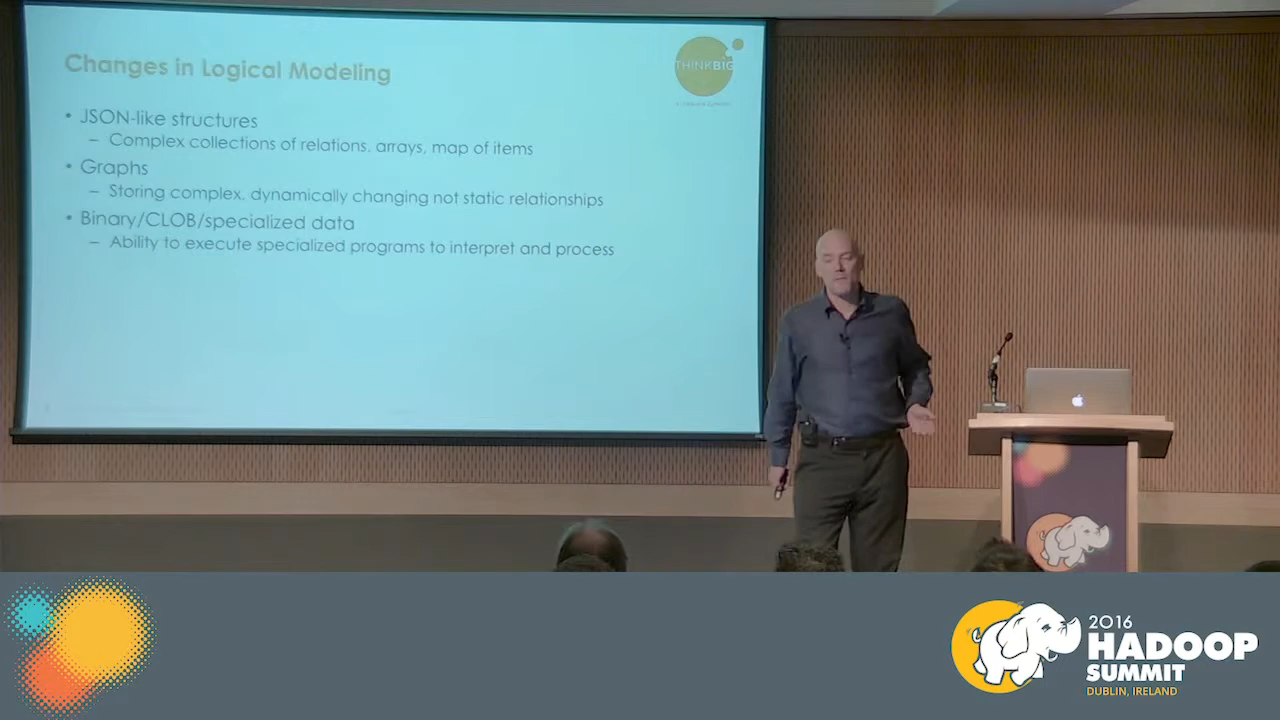 Changes in Logical Modeling
THINKBIG
• JSON-like structures
– Complex collections of relations, arrays, map of items
• Graphs
– Storing complex, dynamically changing not static relationships
• Binary/CLOB/specialized data
– Ability to execute specialized programs to interpret and process
2016
HADOOP
SUMMIT
DUBLIN, IRELAND